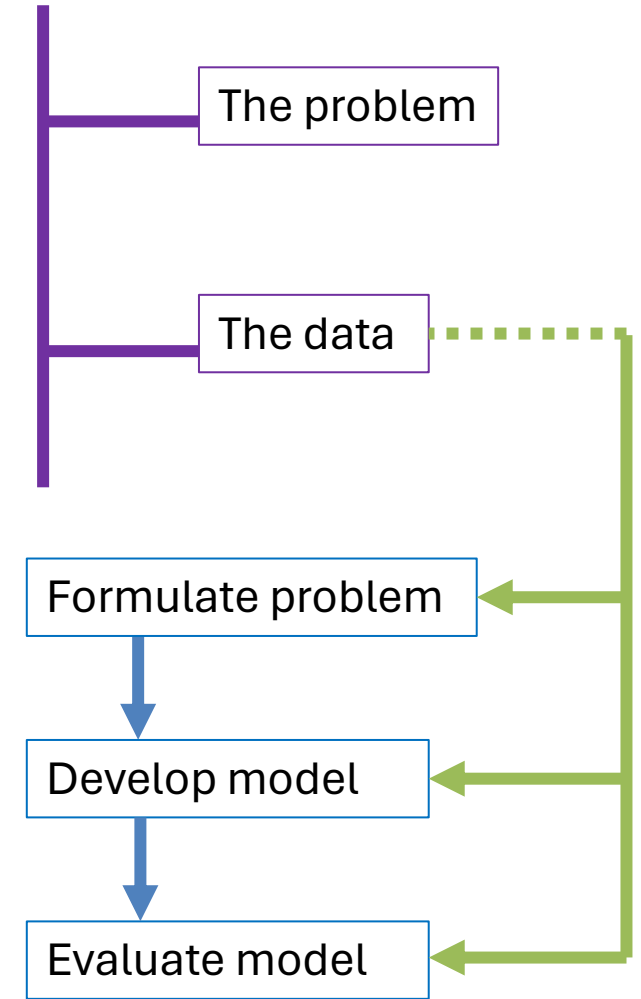 The problem
The data
Formulate problem
Develop model
Evaluate model